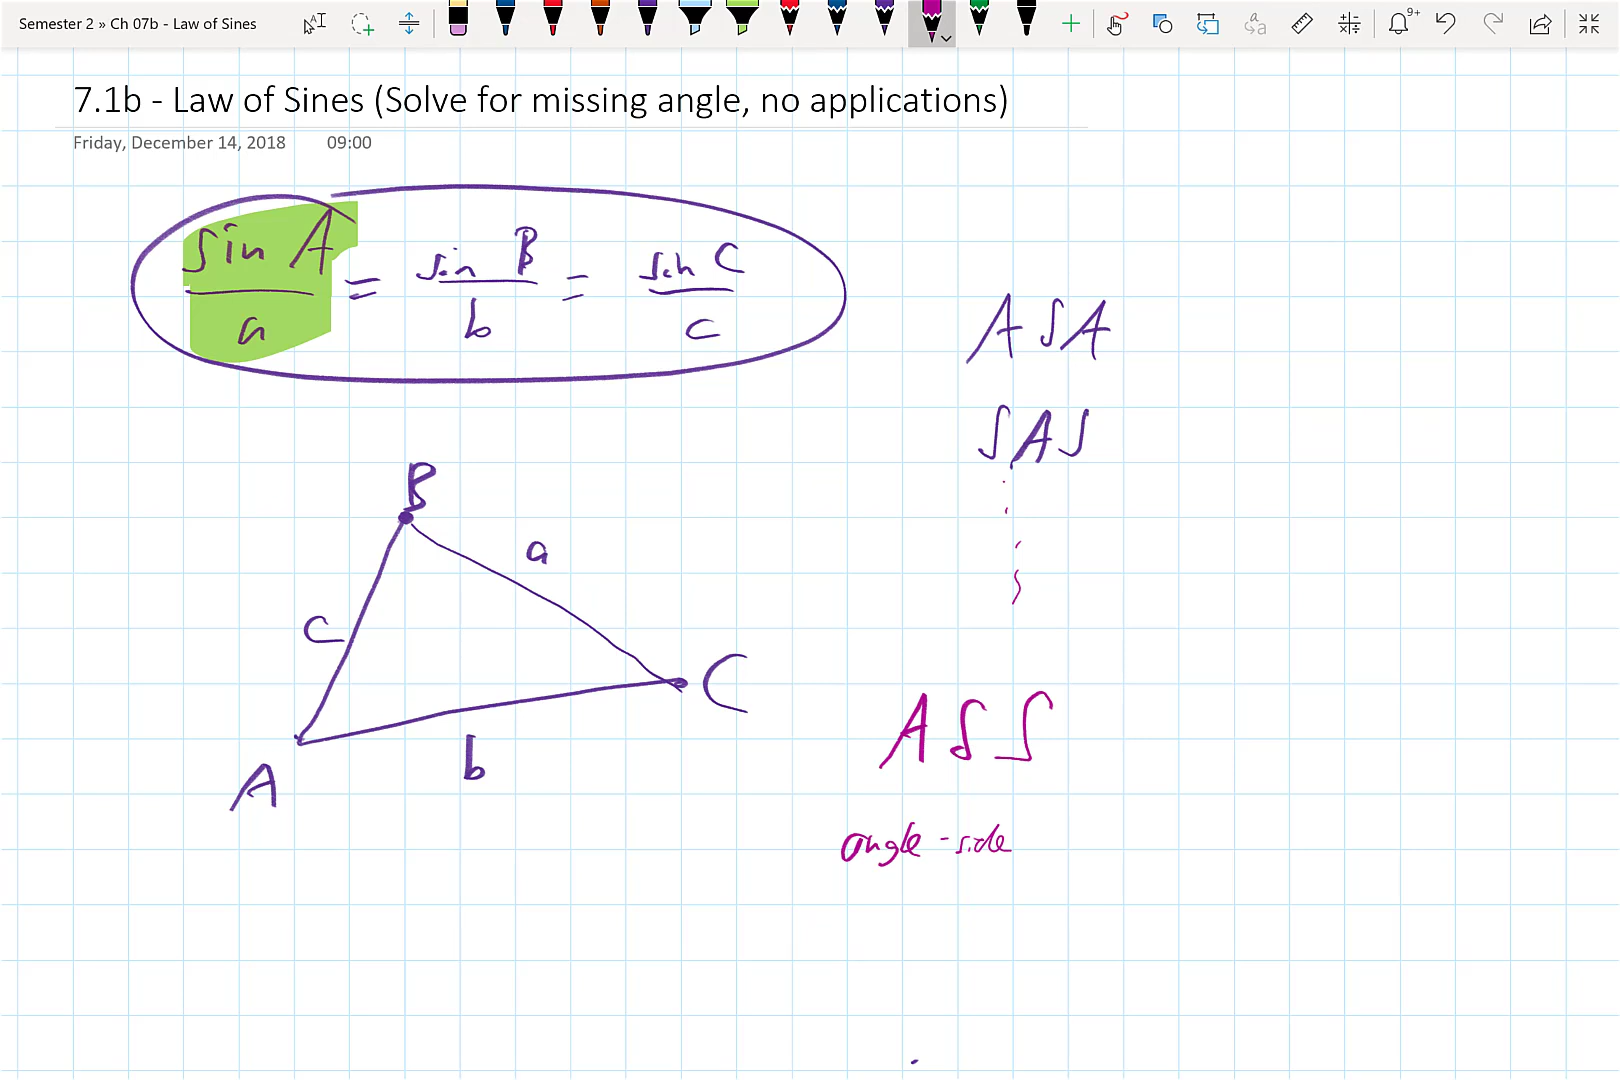 Semester 2 » Ch 07b - Law of Sines
9+
7.1b - Law of Sines (Solve for missing angle, no applications)
Friday, December 14, 2018 09:00
sin A / a = sin B / b = sin C / c
ASA
SAS
B
a
c
C
A
b
ASS
angle - side